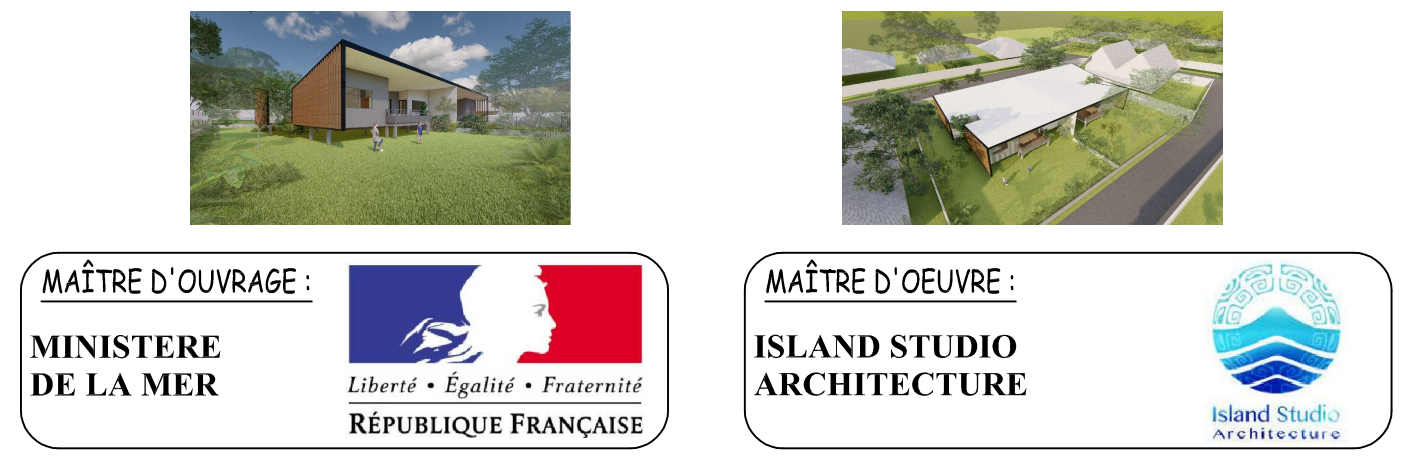 MAÎTRE D'OUVRAGE :
MINISTERE
DE LA MER
Liberté • Égalité • Fraternité
RÉPUBLIQUE FRANÇAISE
MAÎTRE D'OEUVRE :
ISLAND STUDIO
ARCHITECTURE
Island Studio
Architecture